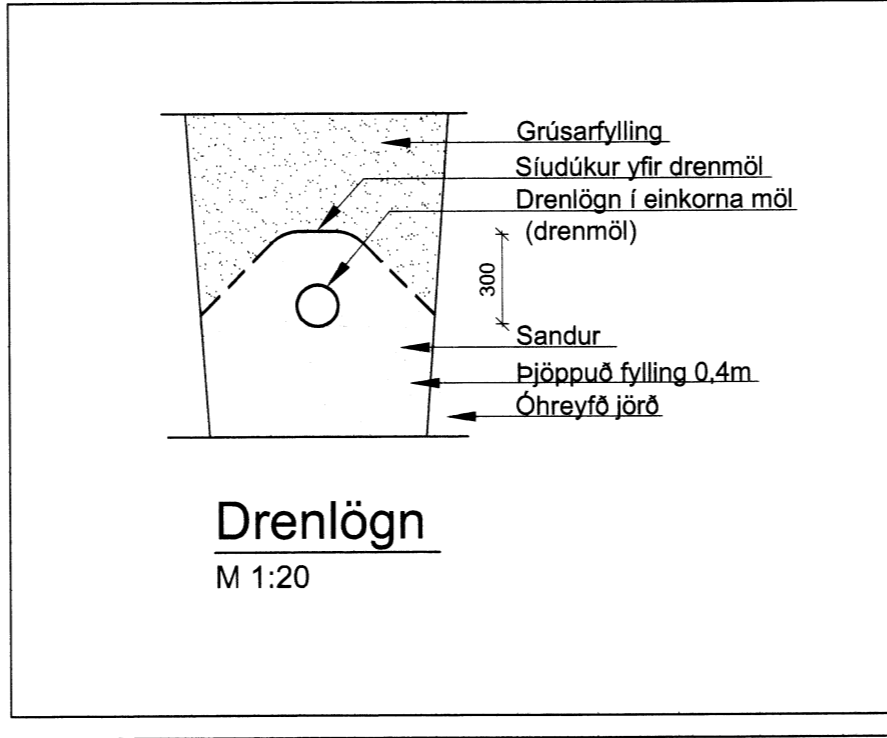 Grúsarfylling
Síudúkur yfir drenmöl
Drenlögn í einkorna möl
(drenmöl)
300
Sandur
Þjöppuð fylling 0,4m
Óhreyfð jörð
Drenlögn
M 1:20